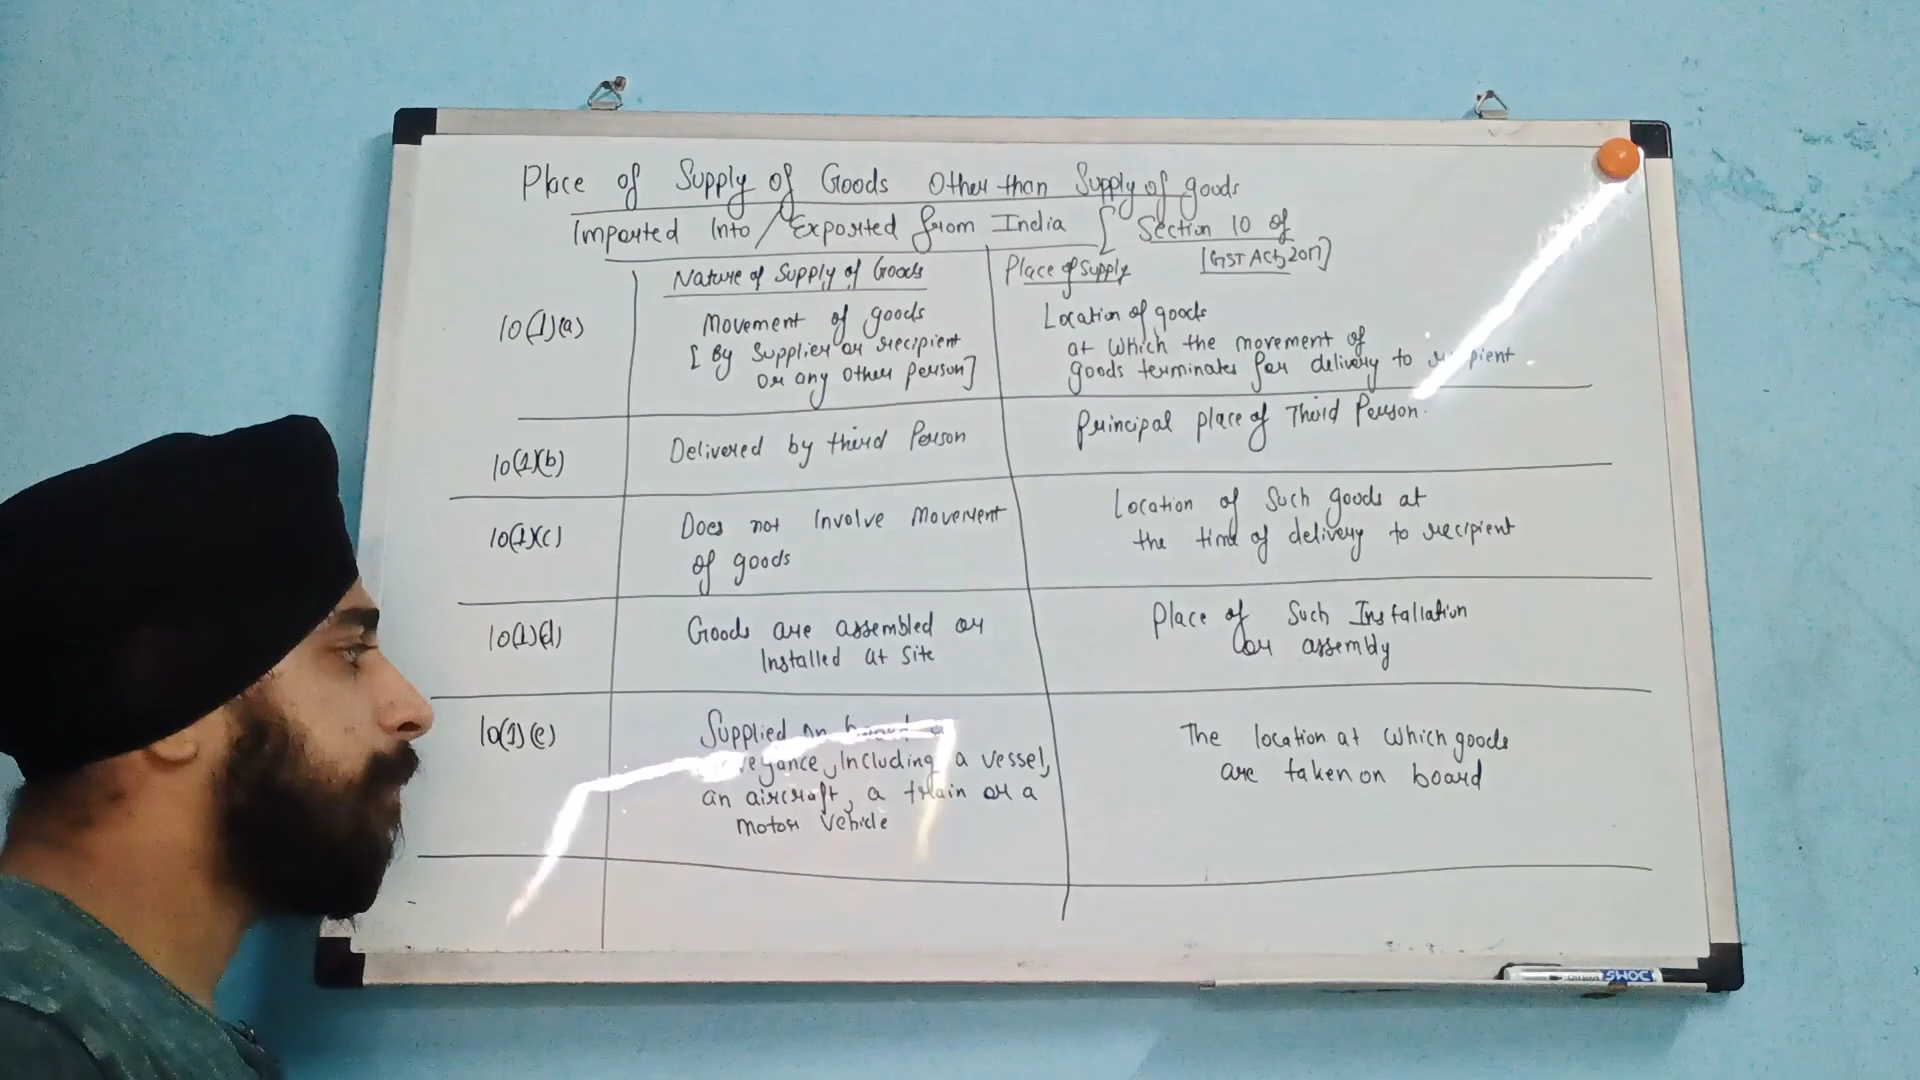 Place of Supply of Goods Other than Supply of goods
Imported Into / Exported from India [ Section 10 of
IGST Act, 2017]
Nature of Supply of Goods
Place of Supply
10(1)(a)
Movement of goods
[ By Supplier or recipient
or any other person]
Location of goods
at which the movement of
goods terminates for delivery to recipient
10(1)(b)
Delivered by third Person
Principal place of Third Person.
10(1)(c)
Does not Involve Movement
of goods
Location of Such goods at
the time of delivery to recipient
10(1)(d)
Goods are assembled or
Installed at Site
Place of Such Installation
or assembly
10(1)(e)
Supplied on board a
conveyance, Including a vessel,
an aircraft, a train or a
motor vehicle
The location at which goods
are taken on board